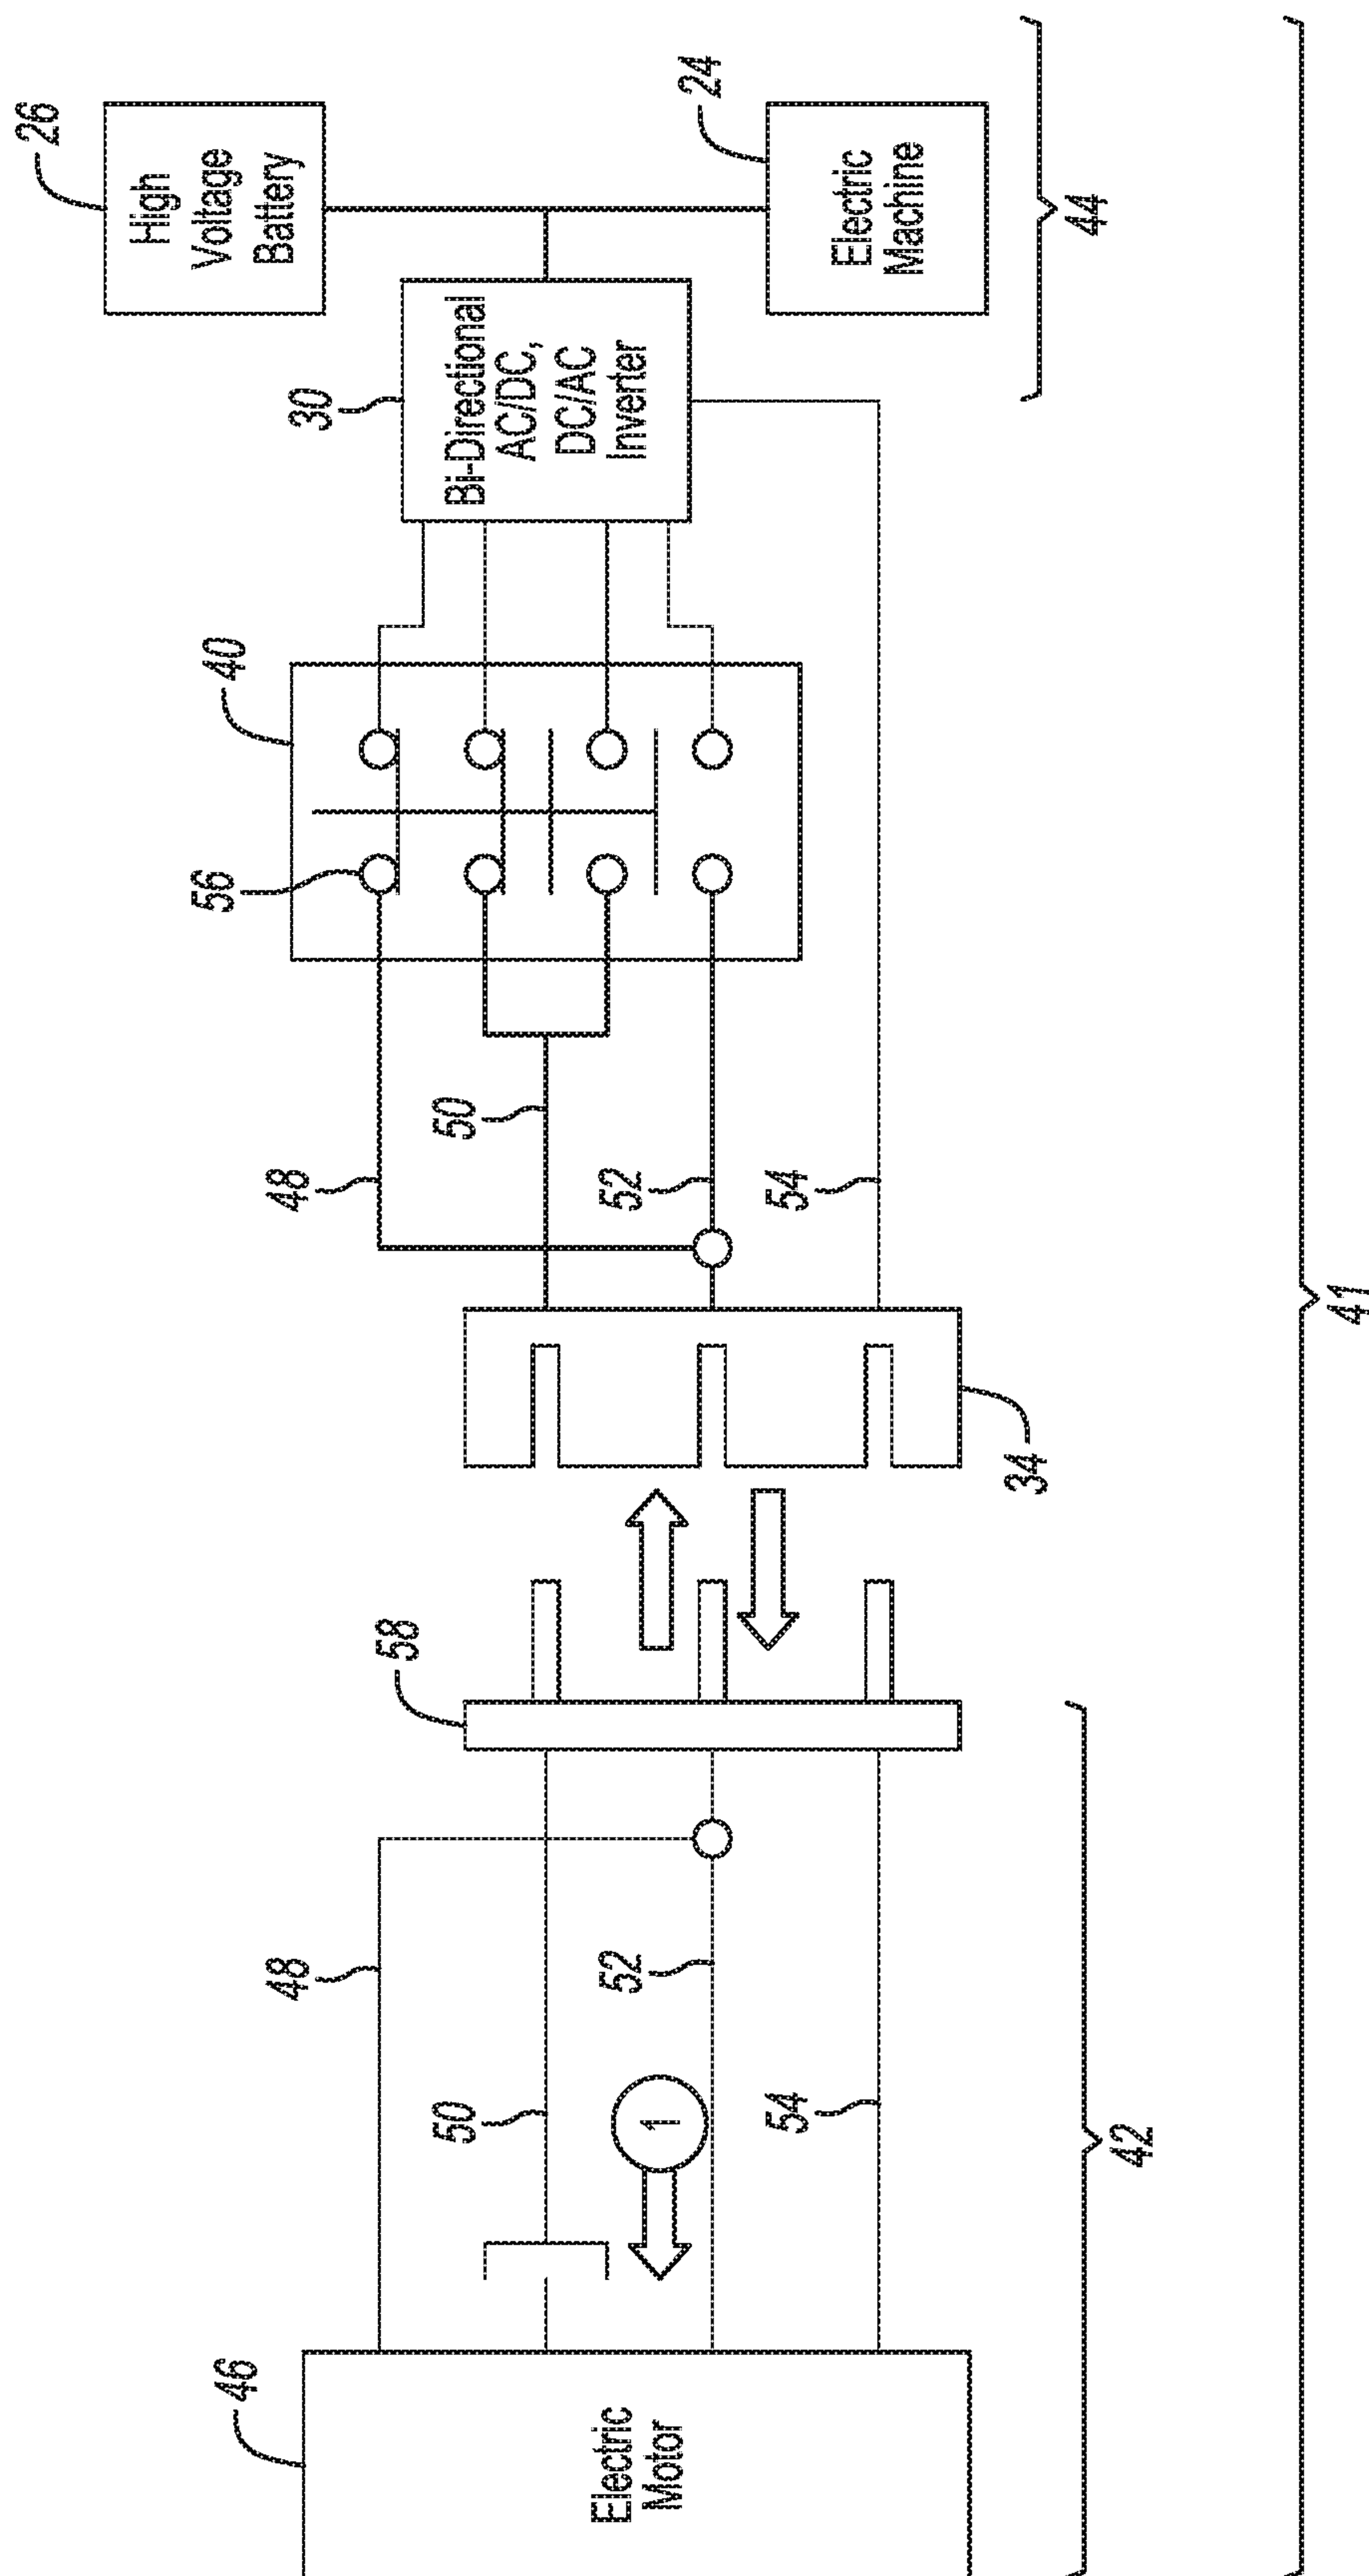 26
High
Voltage
Battery
24
Electric
Machine
44
30
Bi-Directional
AC/DC,
DC/AC
Inverter
40
56
48
50
52
54
34
58
48
50
52
54
1
46
Electric
Motor
42
41